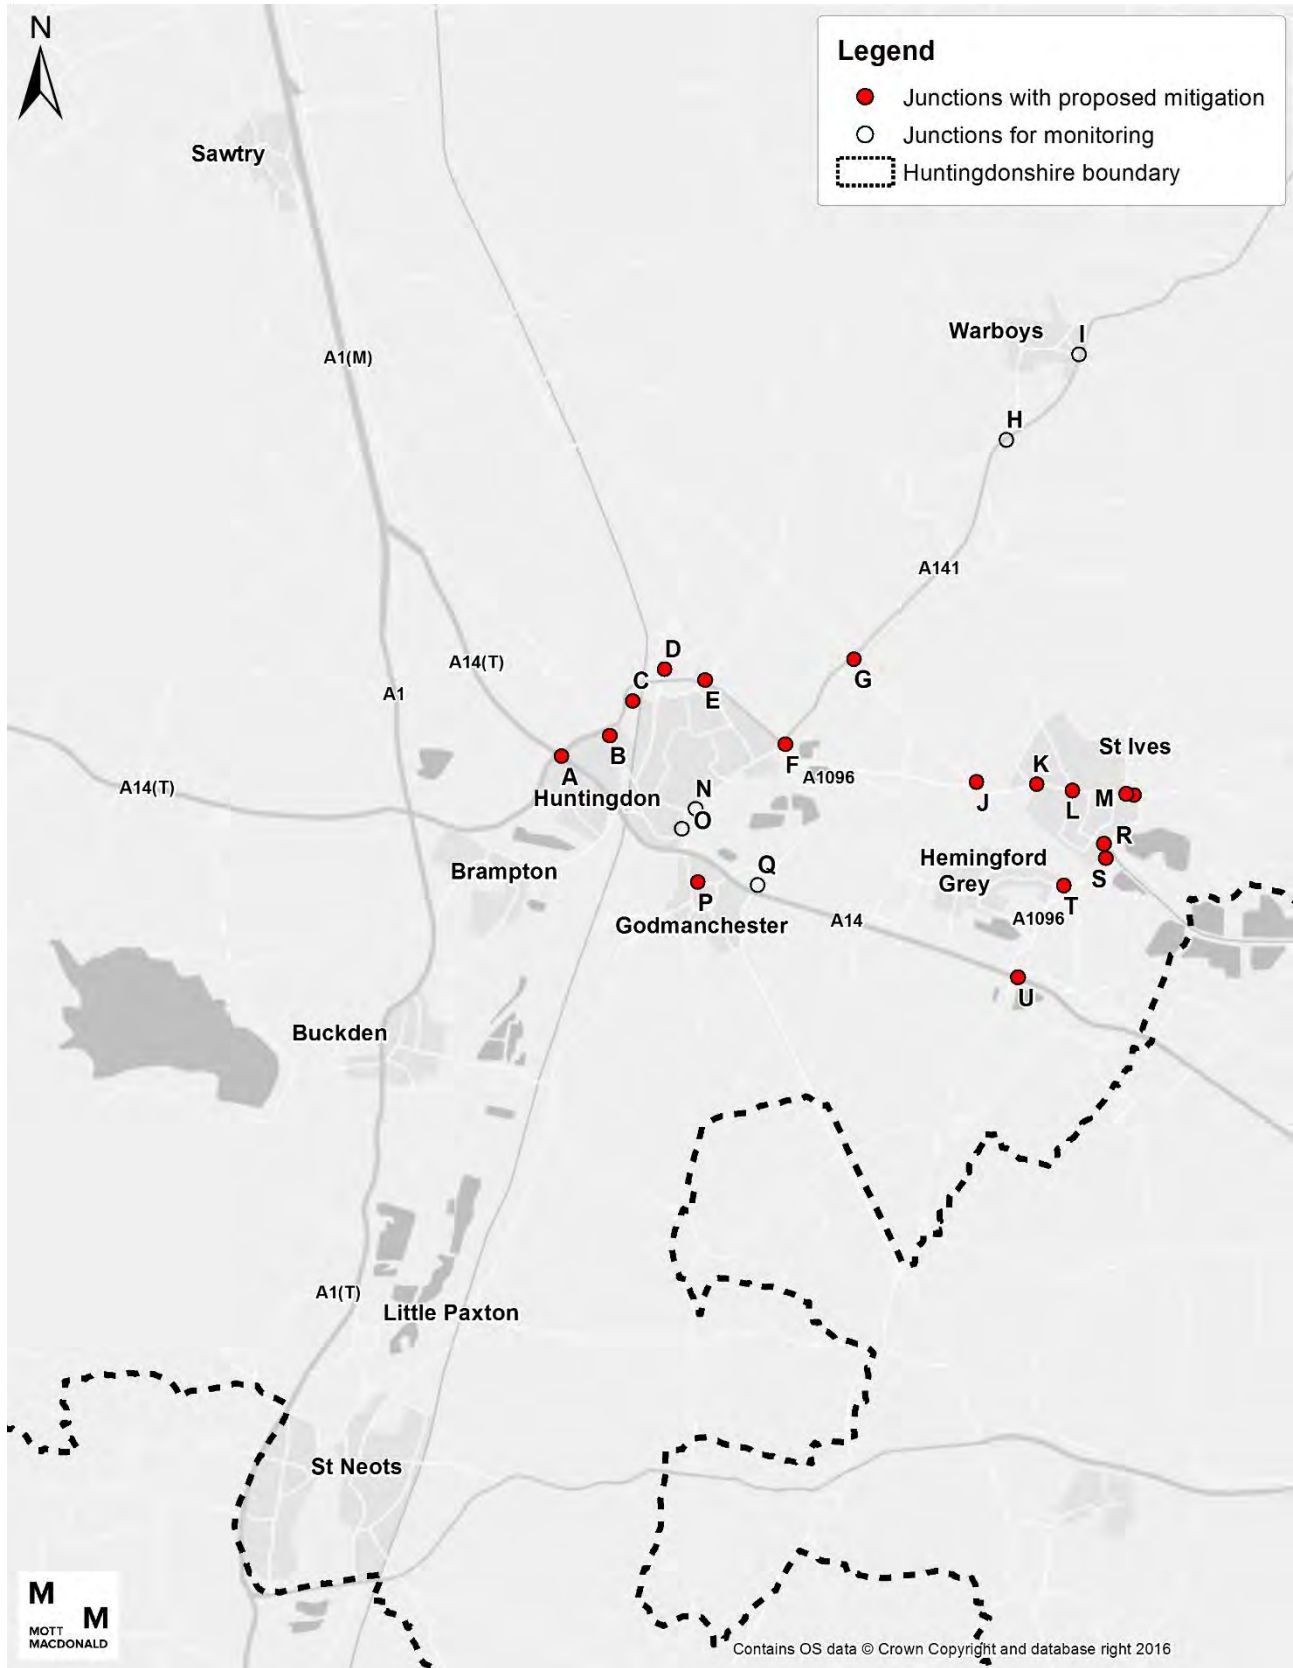 N
Legend
Junctions with proposed mitigation
Junctions for monitoring
Huntingdonshire boundary
Sawtry
A1(M)
Warboys
I
H
A141
D
A14(T)
C
G
A1
E
B
St Ives
F
K
A
A1096
A14(T)
N
J
M
Huntingdon
L
O
R
Hemingford
Grey
Q
Brampton
S
P
T
Godmanchester
A14
A1096
U
Buckden
A1(T)
Little Paxton
St Neots
M
M
MOTT
MACDONALD
Contains OS data © Crown Copyright and database right 2016